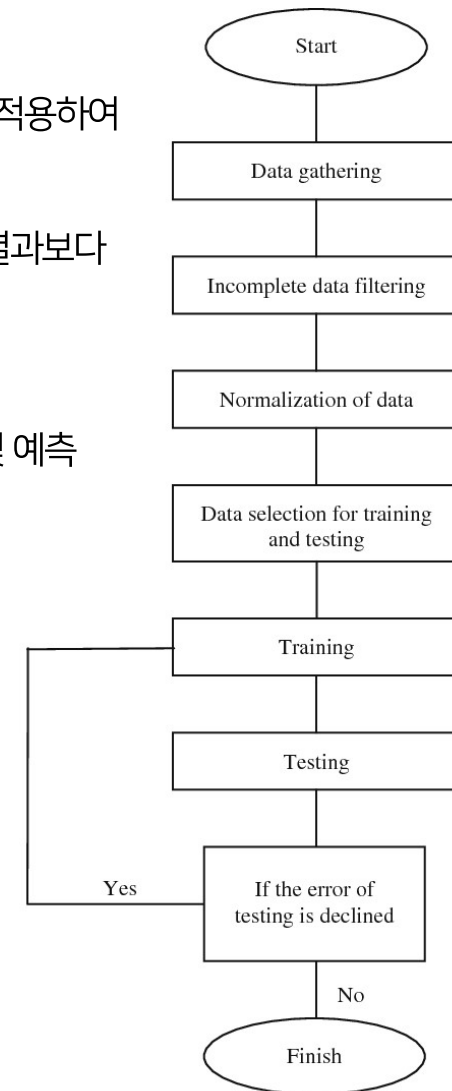 Start
적용하여
Data gathering
결과보다
Incomplete data filtering
Normalization of data
및 예측
Data selection for training
and testing
Training
Testing
Yes
If the error of
testing is declined
No
Finish